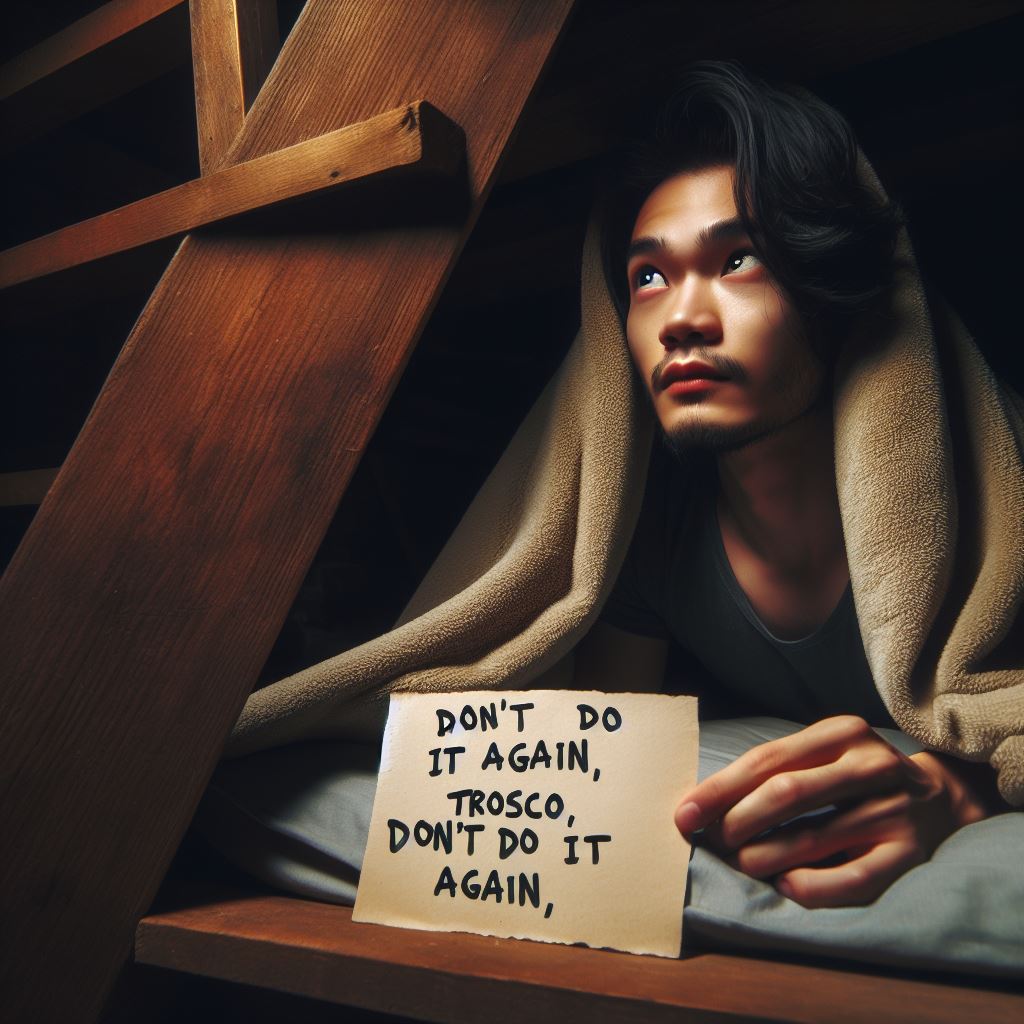 DON'T DO
IT AGAIN,
TROSCO,
DON'T DO IT
AGAIN,